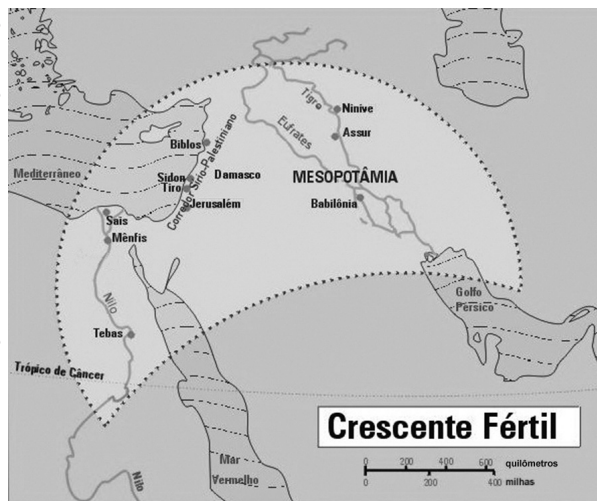 Tigre
Nínive
Assur
Eufrates
Biblos
Corredor Sírio-Palestiniano
Mediterrâneo
Sidon
Damasco
MESOPOTÂMIA
Tiro
Jerusalém
Babilônia
Sais
Mênfis
Nilo
Golfo
Pérsico
Tebas
Trópico de Câncer
Crescente Fértil
Mar
Vermelho
Nilo
0 200 400 600 quilômetros
0 200 400 milhas